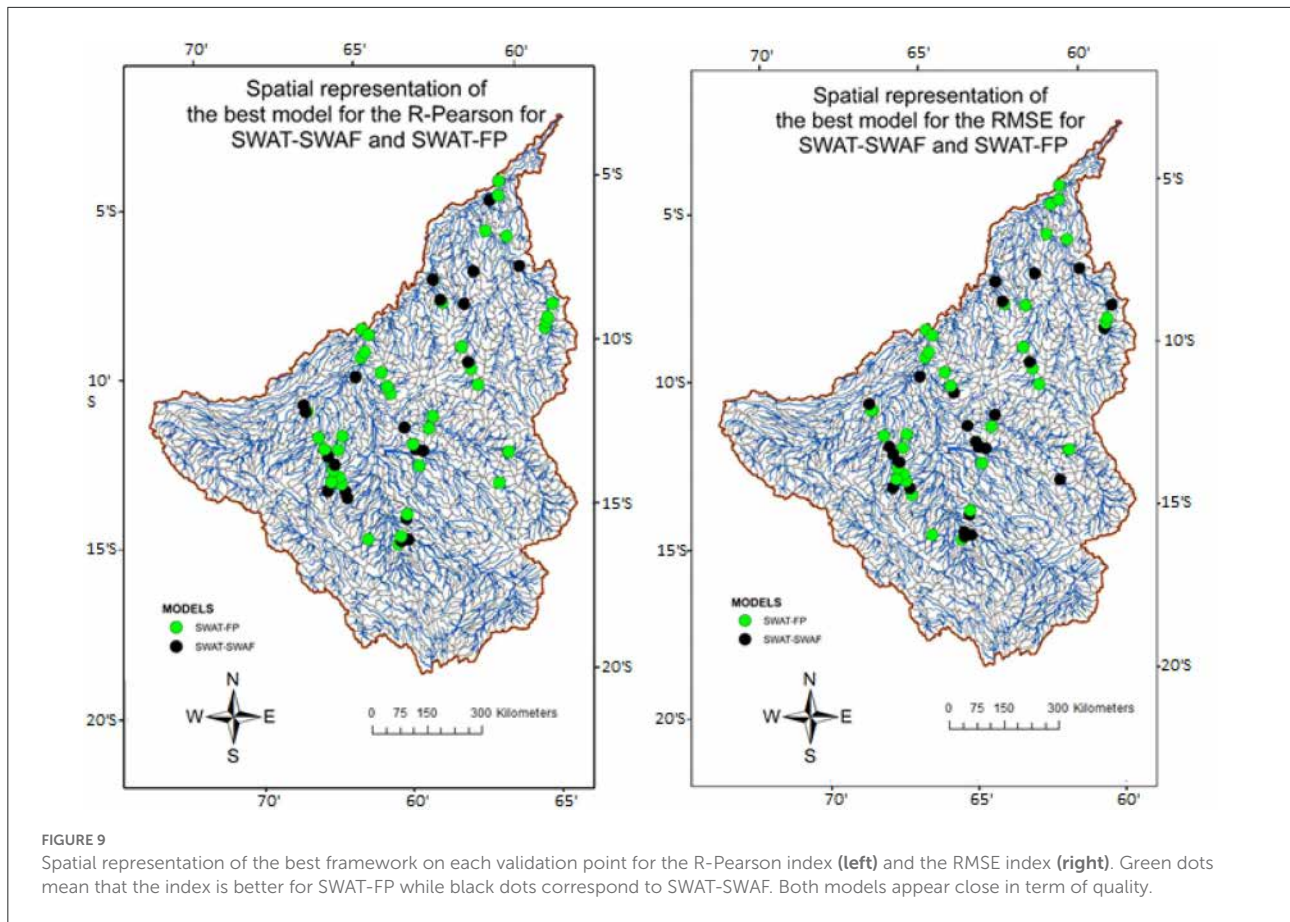 70' 65' 60'
Spatial representation of
the best model for the R-Pearson for
SWAT-SWAF and SWAT-FP
5°S
5'S
10'S
10'
S
15'S
15'S
20'S
20'S
MODELS
SWAT-FP
SWAT-SWAF
N
W E
S
0 75 150 300 Kilometers
70' 60' 65'
70' 65' 60'
Spatial representation of
the best model for the RMSE for
SWAT-SWAF and SWAT-FP
5'S
5'S
10'S
10'S
15'S
15'S
20'S
20'S
MODELS
SWAT-FP
SWAT-SWAF
N
W E
S
0 75 150 300 Kilometers
70' 65' 60'
FIGURE 9
Spatial representation of the best framework on each validation point for the R-Pearson index (left) and the RMSE index (right). Green dots
mean that the index is better for SWAT-FP while black dots correspond to SWAT-SWAF. Both models appear close in term of quality.